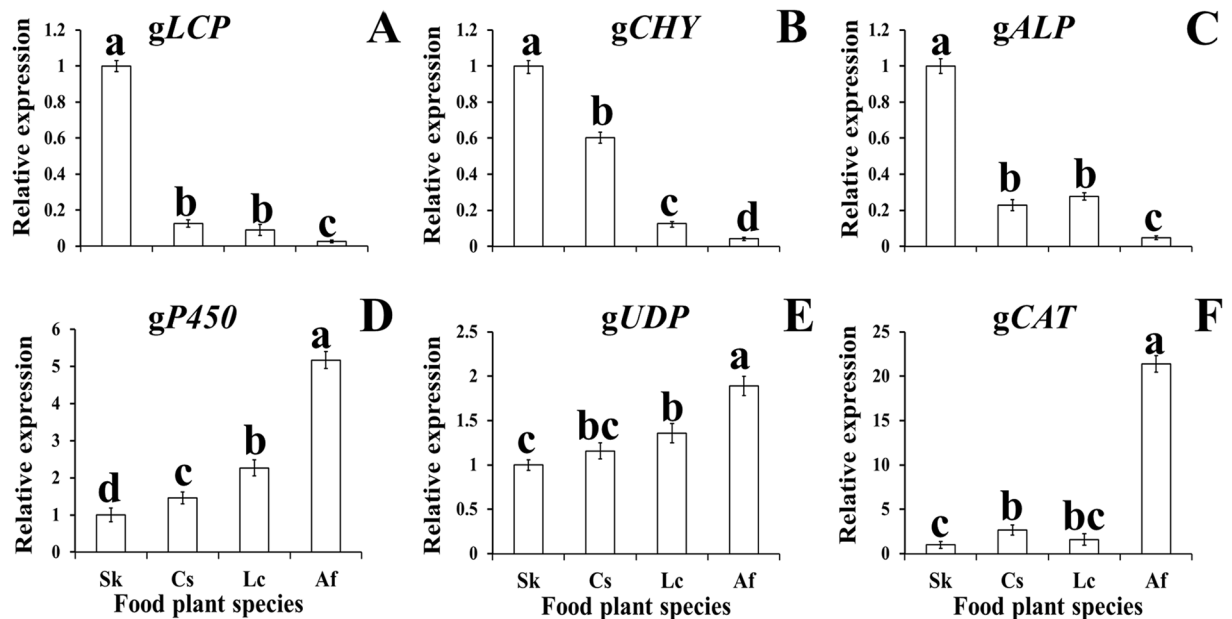 gLCP A
Relative expression
1.2
1
0.8
0.6
0.4
0.2
0
a
b
b
c
gCHY B
Relative expression
1.2
1
0.8
0.6
0.4
0.2
0
a
b
c
d
gALP C
Relative expression
1.2
1
0.8
0.6
0.4
0.2
0
a
b
b
c
gP450 D
Relative expression
6
5
4
3
2
1
0
d
c
b
a
Sk Cs Lc Af
Food plant species
gUDP E
Relative expression
2.5
2
1.5
1
0.5
0
c
bc
b
a
Sk Cs Lc Af
Food plant species
gCAT F
Relative expression
25
20
15
10
5
0
c
b
bc
a
Sk Cs Lc Af
Food plant species